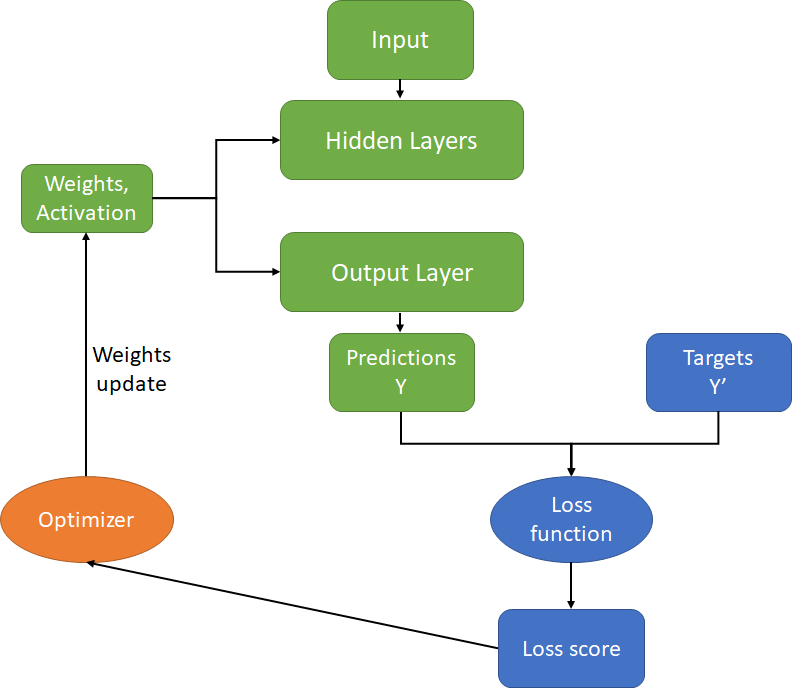 Input
Hidden Layers
Weights,
Activation
Output Layer
Weights
update
Predictions
Y
Targets
Y’
Optimizer
Loss
function
Loss score